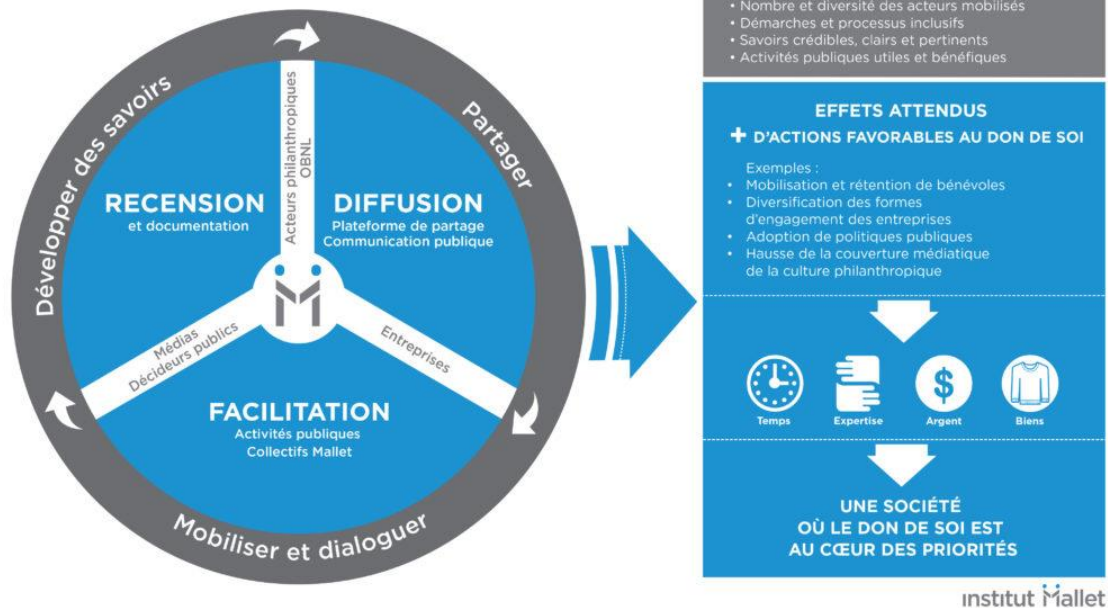 Développer des savoirs
Partager
Mobiliser et dialoguer
RECENSION
et documentation
Acteurs philanthropiques
OBNL
DIFFUSION
Plateforme de partage
Communication publique
Médias
Décideurs publics
Entreprises
FACILITATION
Activités publiques
Collectifs Mallet
• Nombre et diversité des acteurs mobilisés
• Démarches et processus inclusifs
• Savoirs crédibles, clairs et pertinents
• Activités publiques utiles et bénéfiques
EFFETS ATTENDUS
+ D'ACTIONS FAVORABLES AU DON DE SOI
Exemples :
• Mobilisation et rétention de bénévoles
• Diversification des formes
d'engagement des entreprises
• Adoption de politiques publiques
• Hausse de la couverture médiatique
de la culture philanthropique
Temps
Expertise
$
Argent
Biens
UNE SOCIÉTÉ
OÙ LE DON DE SOI EST
AU CŒUR DES PRIORITÉS
institut Mallet